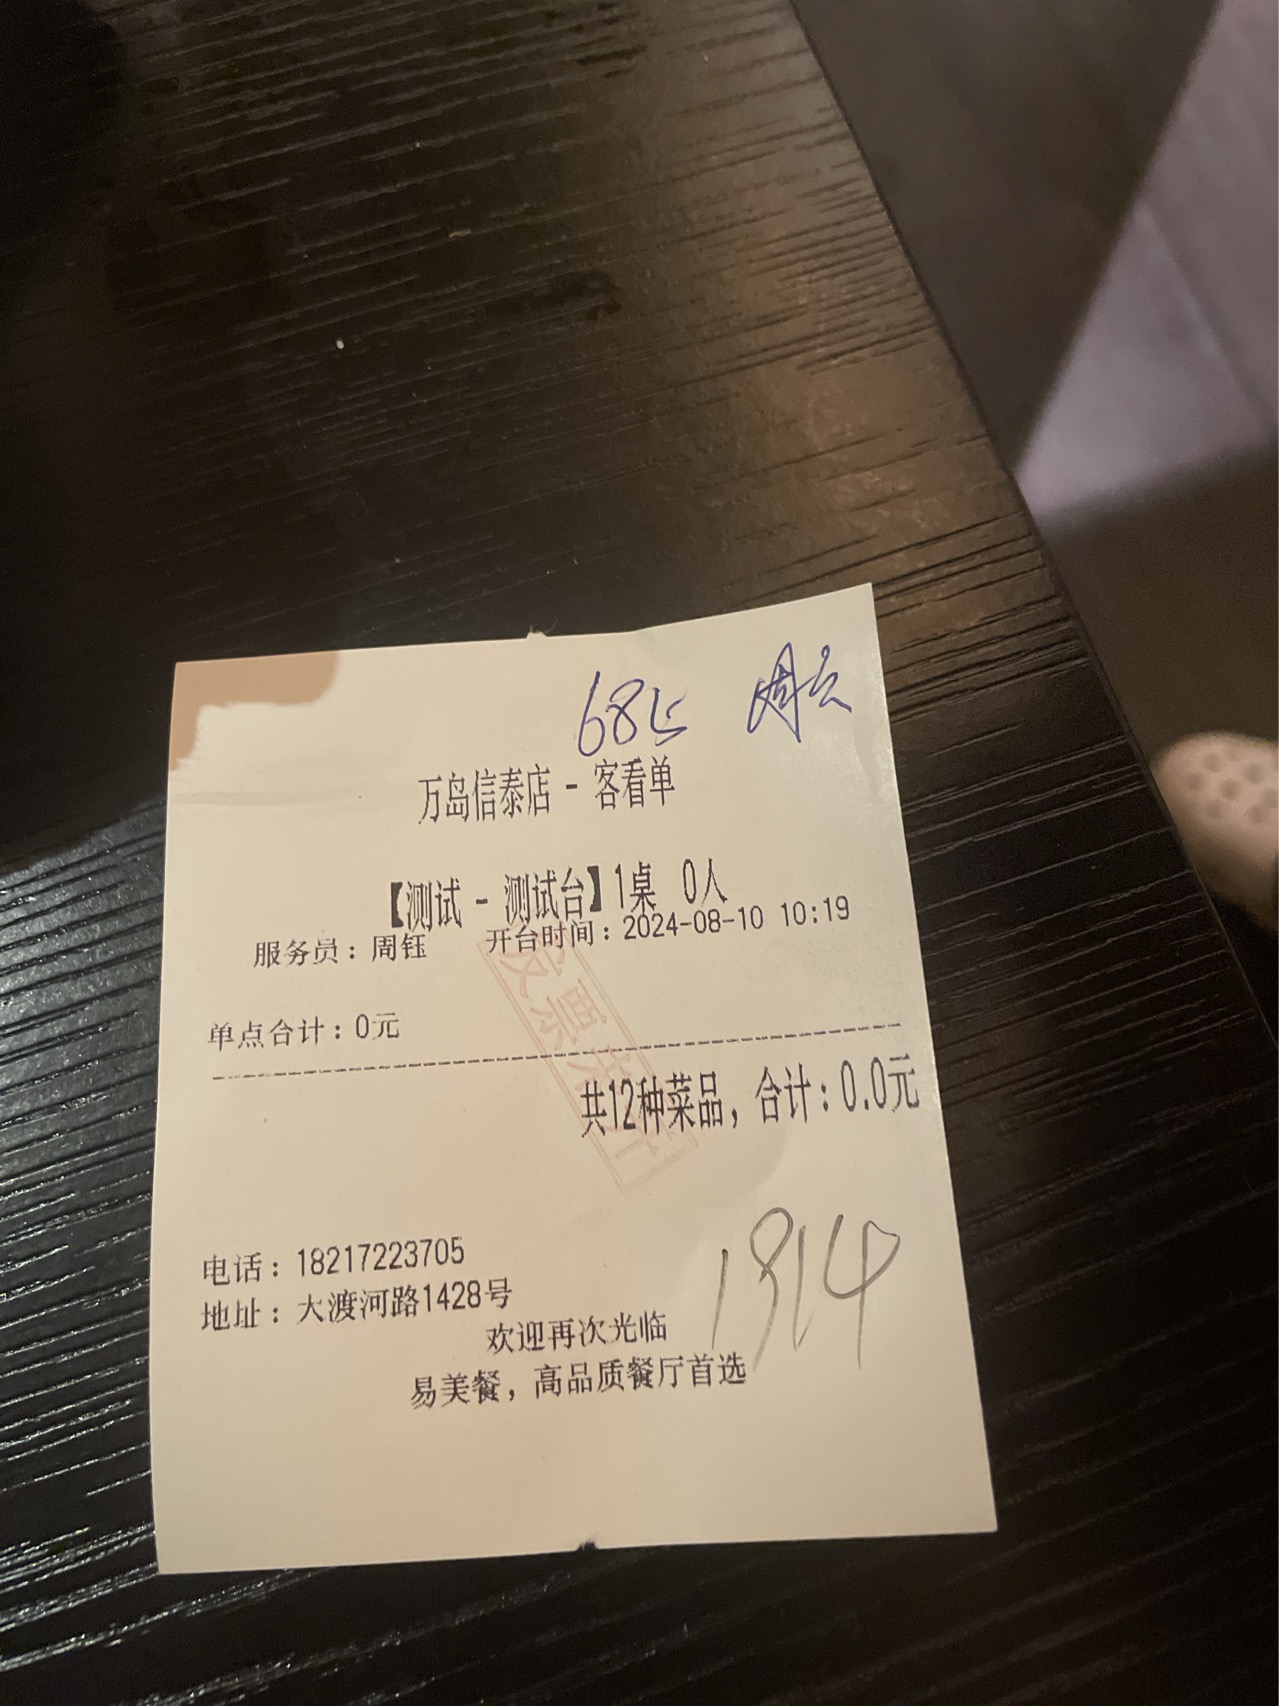 周六
万岛信泰店 - 客看单
【测试 - 测试台】1桌 0人
服务员：周钰 开台时间：2024-08-10 10:19
单点合计：0元
共12种菜品，合计：0.0元
电话：18217223705
地址：大渡河路1428号
欢迎再次光临
易美餐，高品质餐厅首选
1914